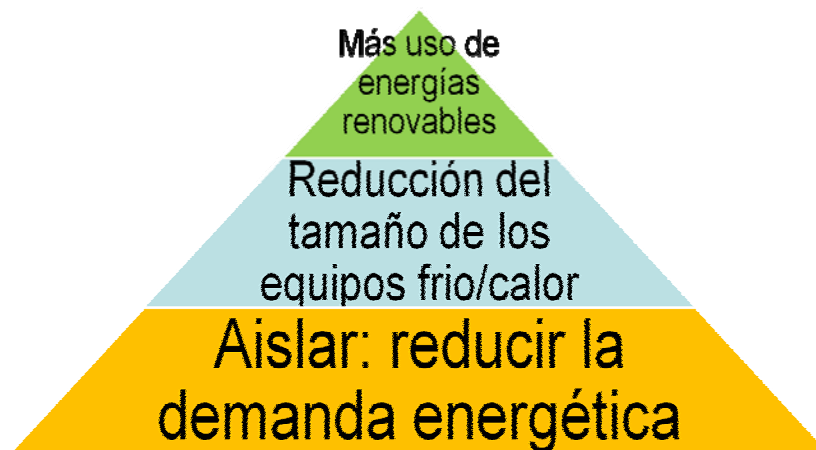 Más uso de
energías
renovables
Reducción del
tamaño de los
equipos frio/calor
Aislar: reducir la
demanda energética